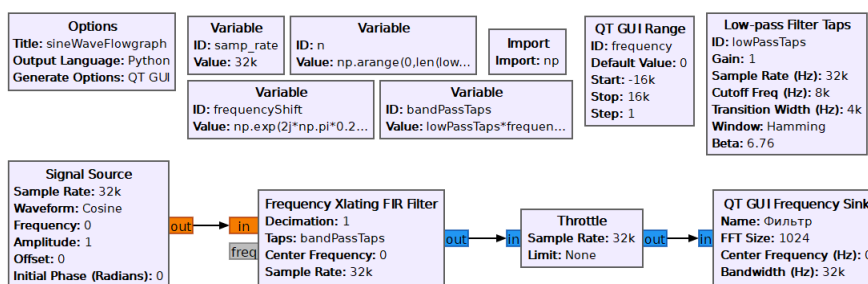 Options
Title: sineWaveFlowgraph
Output Language: Python
Generate Options: QT GUI
Variable
ID: samp_rate
Value: 32k
Variable
ID: n
Value: np.arange(0,len(low...
Import
Import: np
Variable
ID: frequencyShift
Value: np.exp(2j*np.pi*0.2...
Variable
ID: bandPassTaps
Value: lowPassTaps*frequen...
QT GUI Range
ID: frequency
Default Value: 0
Start: -16k
Stop: 16k
Step: 1
Low-pass Filter Taps
ID: lowPassTaps
Gain: 1
Sample Rate (Hz): 32k
Cutoff Freq (Hz): 8k
Transition Width (Hz): 4k
Window: Hamming
Beta: 6.76
Signal Source
Sample Rate: 32k
Waveform: Cosine
Frequency: 0
Amplitude: 1
Offset: 0
Initial Phase (Radians): 0
out
in
freq
Frequency Xlating FIR Filter
Decimation: 1
Taps: bandPassTaps
Center Frequency: 0
Sample Rate: 32k
out
in
Throttle
Sample Rate: 32k
Limit: None
out
in
QT GUI Frequency Sink
Name: Фильтр
FFT Size: 1024
Center Frequency (Hz): 0
Bandwidth (Hz): 32k